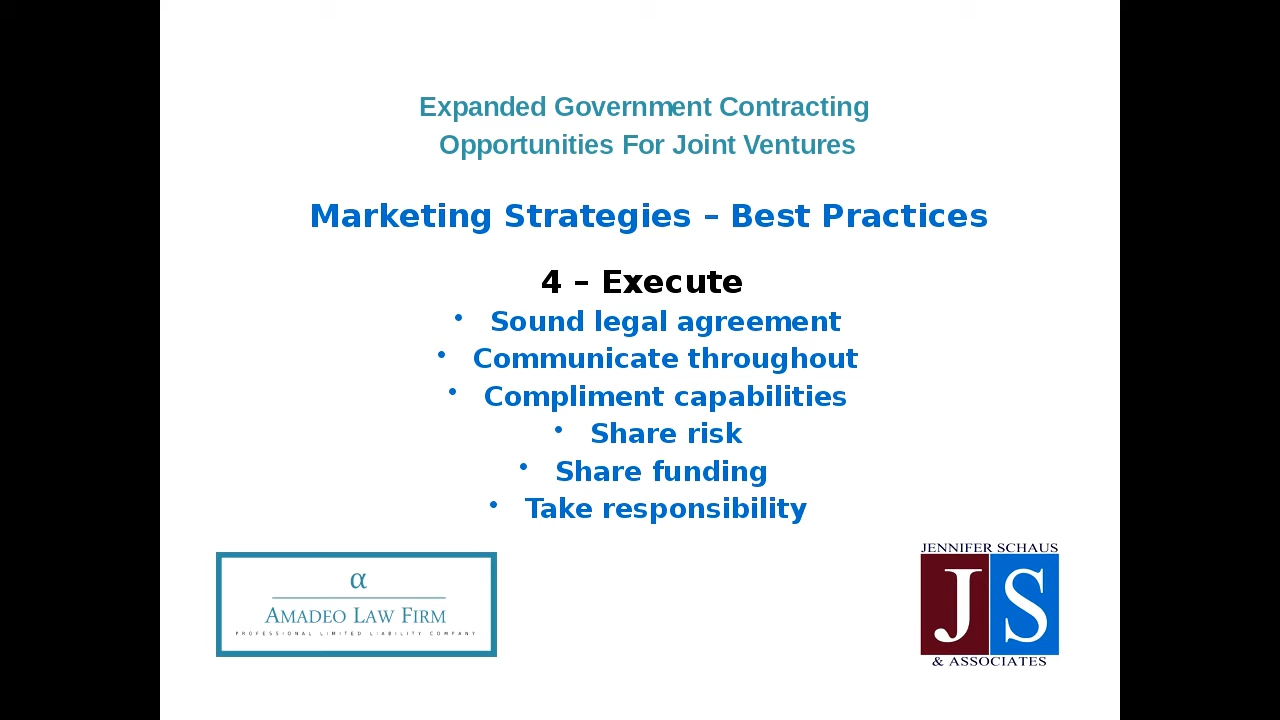 Expanded Government Contracting
Opportunities For Joint Ventures
Marketing Strategies – Best Practices
4 – Execute
• Sound legal agreement
• Communicate throughout
• Compliment capabilities
• Share risk
• Share funding
• Take responsibility
α
AMADEO LAW FIRM
PROFESSIONAL LIMITED LIABILITY COMPANY
JENNIFER SCHAUS
JS
& ASSOCIATES